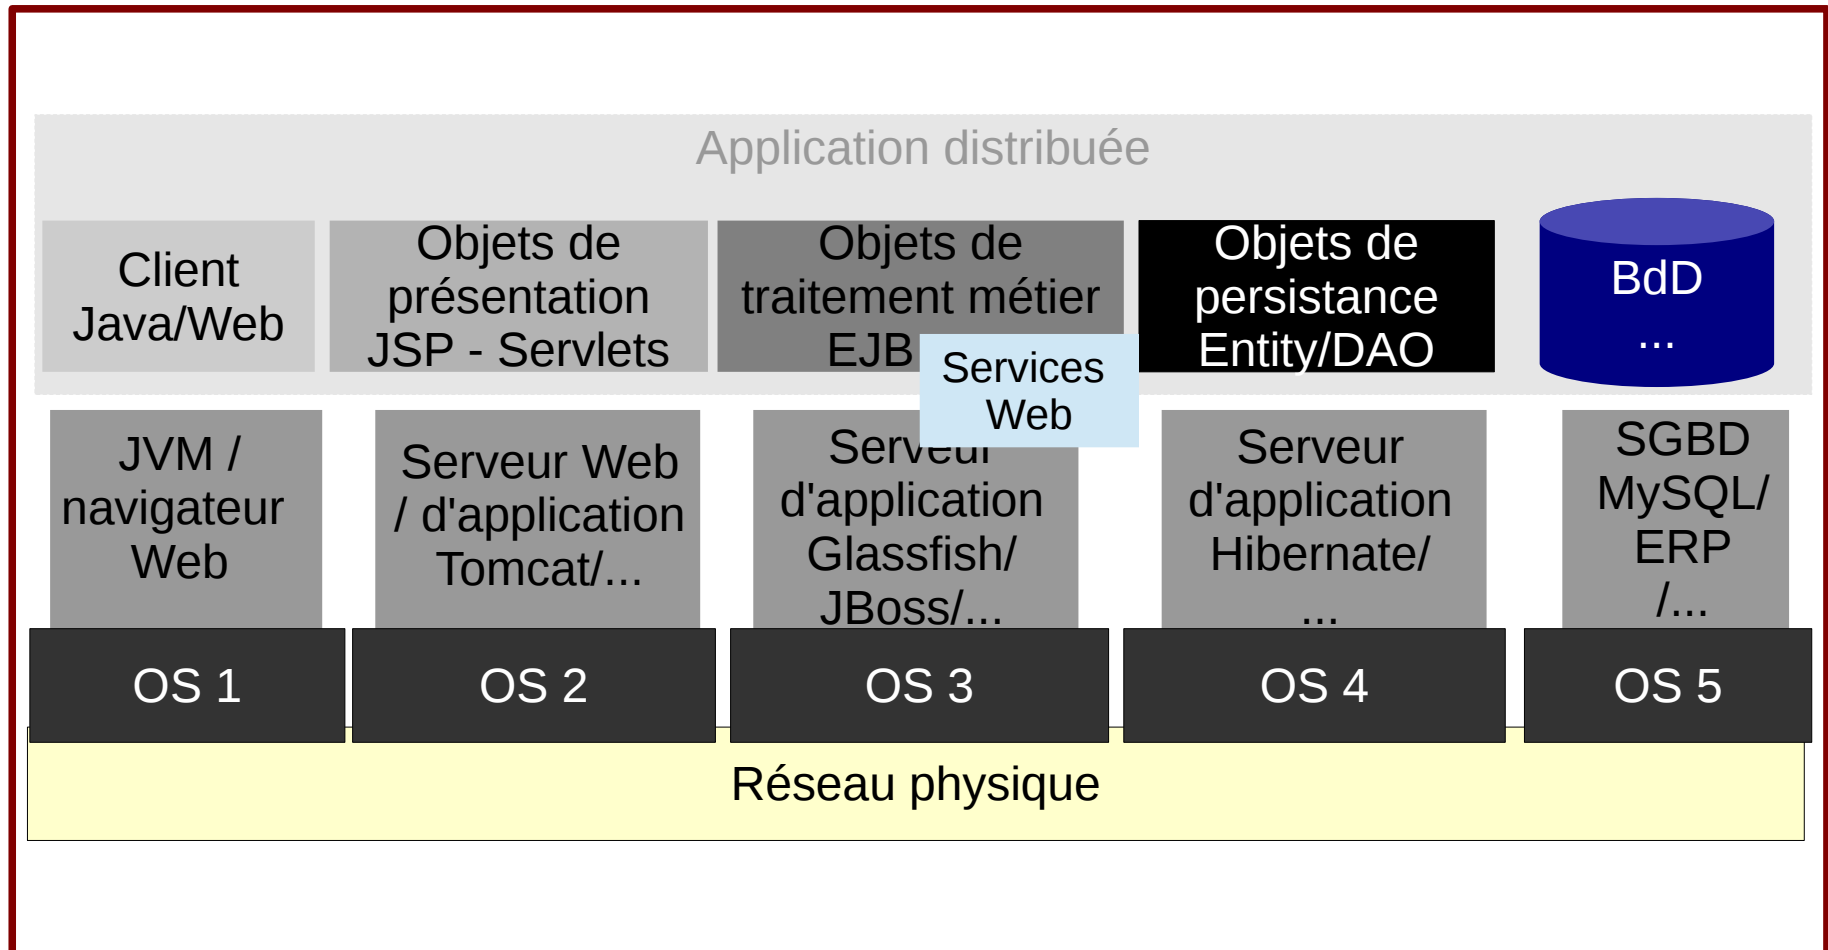 Application distribuée
Client
Java/Web
Objets de
présentation
JSP - Servlets
Objets de
traitement métier
EJB
Services
Web
Objets de
persistance
Entity/DAO
BdD
...
JVM /
navigateur
Web
Serveur Web
/ d'application
Tomcat/...
Serveur
d'application
Glassfish/
JBoss/...
Serveur
d'application
Hibernate/
...
SGBD
MySQL/
ERP
/...
OS 1
OS 2
OS 3
OS 4
OS 5
Réseau physique